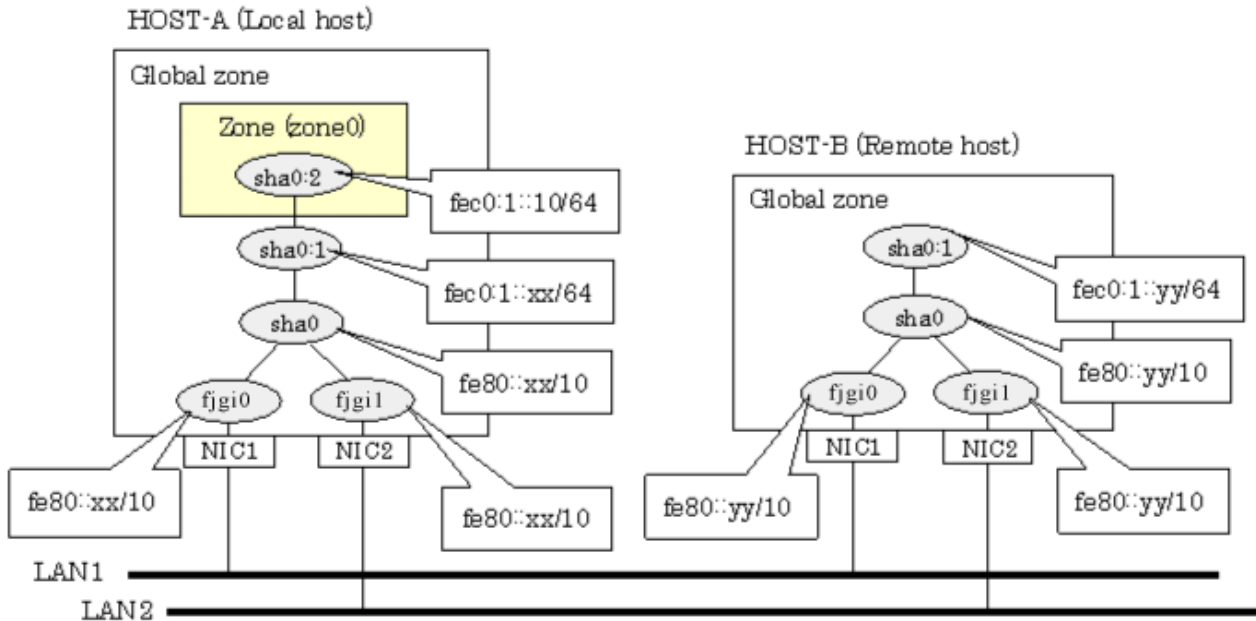 HOST-A (Local host)
Global zone
Zone (zone0)
sha0:2
fec0:1::10/64
sha0:1
fec0:1::xx/64
sha0
fe80::xx/10
fjgi0
fjgi1
NIC1
NIC2
fe80::xx/10
fe80::xx/10
HOST-B (Remote host)
Global zone
sha0:1
fec0:1::yy/64
sha0
fe80::yy/10
fjgi0
fjgi1
NIC1
NIC2
fe80::yy/10
fe80::yy/10
LAN1
LAN2